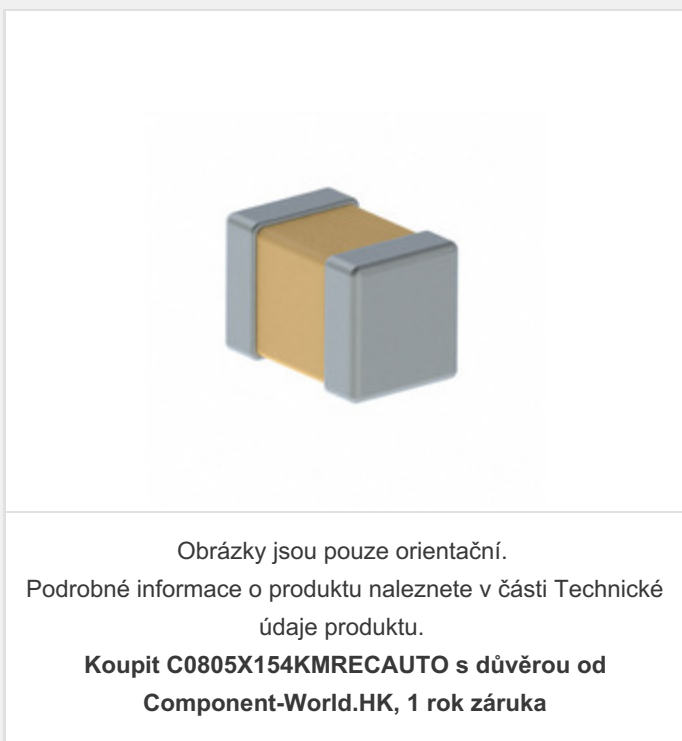 Obrázky jsou pouze orientační.
Podrobné informace o produktu naleznete v části Technické
údaje produktu.
Koupit C0805X154KMRECAUTO s důvěrou od
Component-World.HK, 1 rok záruka